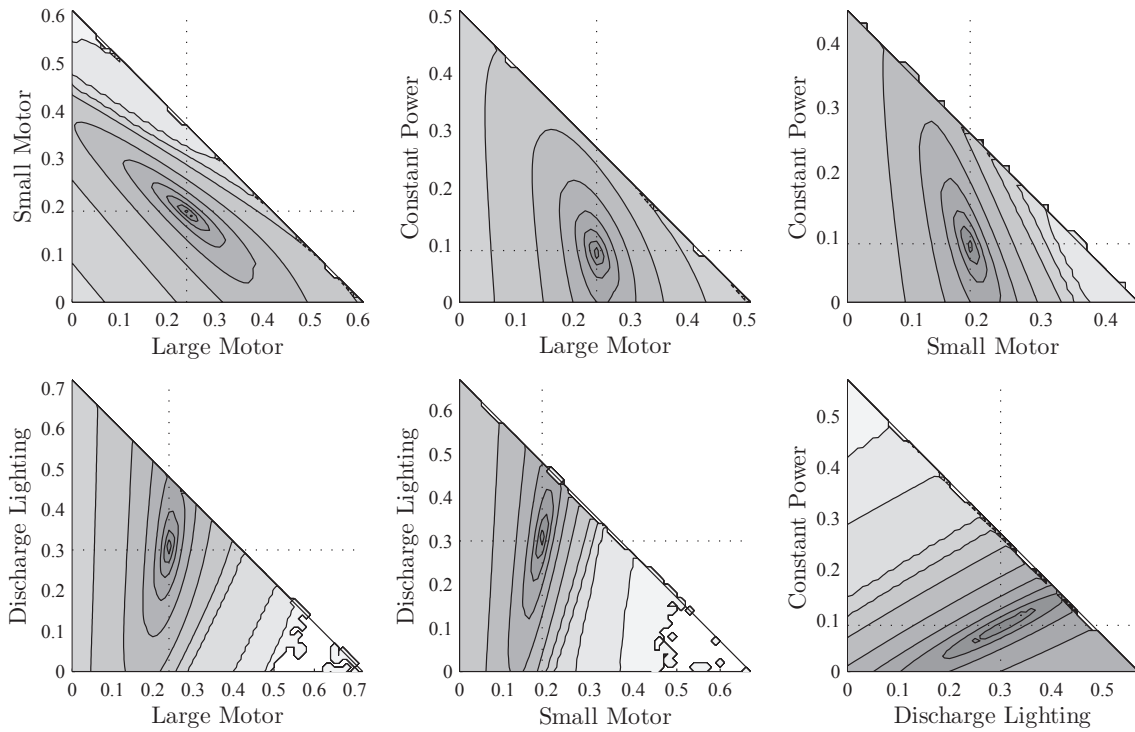 0.6
0.5
0.4
0.3
0.2
0.1
0
Small Motor
0 0.1 0.2 0.3 0.4 0.5 0.6
Large Motor
0.5
0.4
0.3
0.2
0.1
0
Constant Power
0 0.1 0.2 0.3 0.4 0.5
Large Motor
0.4
0.3
0.2
0.1
0
Constant Power
0 0.1 0.2 0.3 0.4
Small Motor
0.7
0.6
0.5
0.4
0.3
0.2
0.1
0
Discharge Lighting
0 0.1 0.2 0.3 0.4 0.5 0.6 0.7
Large Motor
0.6
0.5
0.4
0.3
0.2
0.1
0
Discharge Lighting
0 0.1 0.2 0.3 0.4 0.5 0.6
Small Motor
0.5
0.4
0.3
0.2
0.1
0
Constant Power
0 0.1 0.2 0.3 0.4 0.5
Discharge Lighting